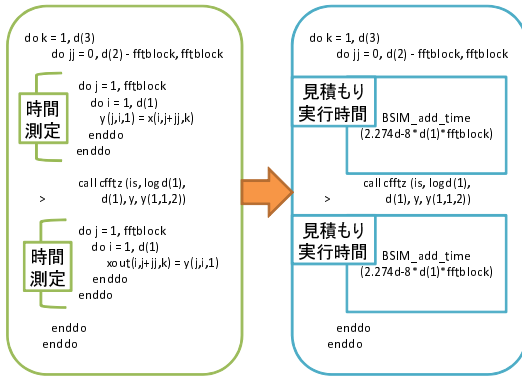 do k = 1, d(3)
do jj = 0, d(2) - fftblock, fftblock
時間
測定
do j = 1, fftblock
do i = 1, d(1)
y(j,i,1) = x(i,j+jj,k)
enddo
enddo
call cfftz (is, logd(1),
> d(1), y, y(1,1,2))
時間
測定
do j = 1, fftblock
do i = 1, d(1)
xout(i,j+jj,k) = y(j,i,1)
enddo
enddo
enddo
enddo
do k = 1, d(3)
do jj = 0, d(2) - fftblock, fftblock
見積もり
実行時間
BSIM_add_time
(2.274d-8*d(1)*fftblock)
call cfftz (is, logd(1),
> d(1), y, y(1,1,2))
見積もり
実行時間
BSIM_add_time
(2.274d-8*d(1)*fftblock)
enddo
enddo